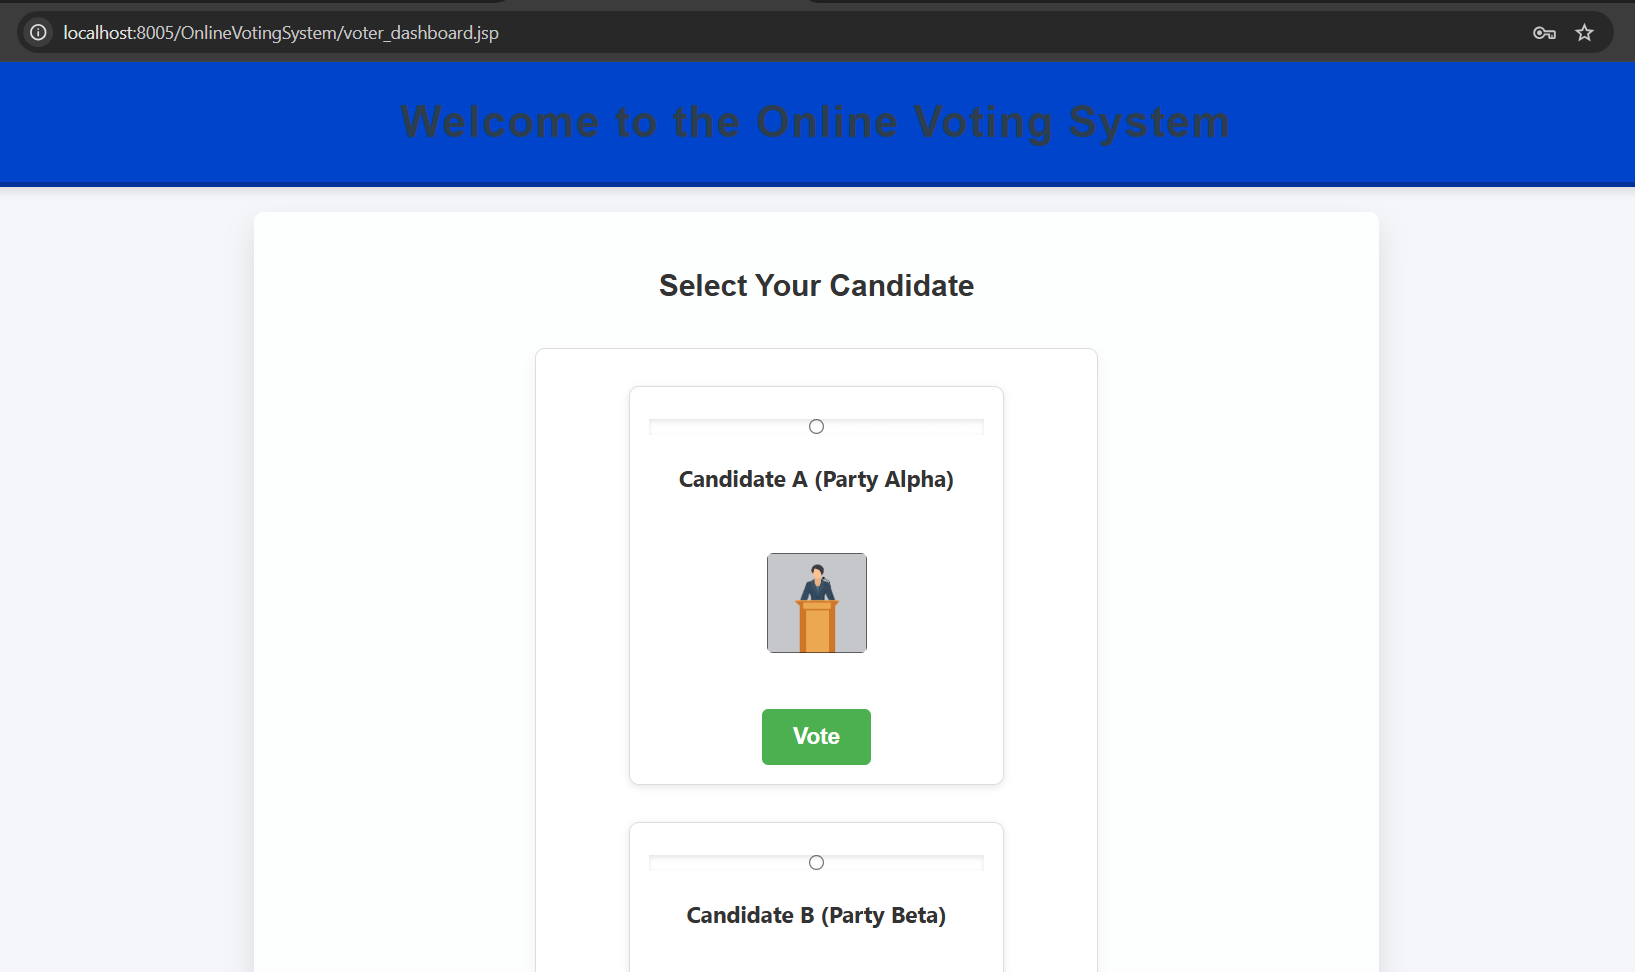 localhost:8005/OnlineVotingSystem/voter_dashboard.jsp
Welcome to the Online Voting System
Select Your Candidate
Candidate A (Party Alpha)
Vote
Candidate B (Party Beta)